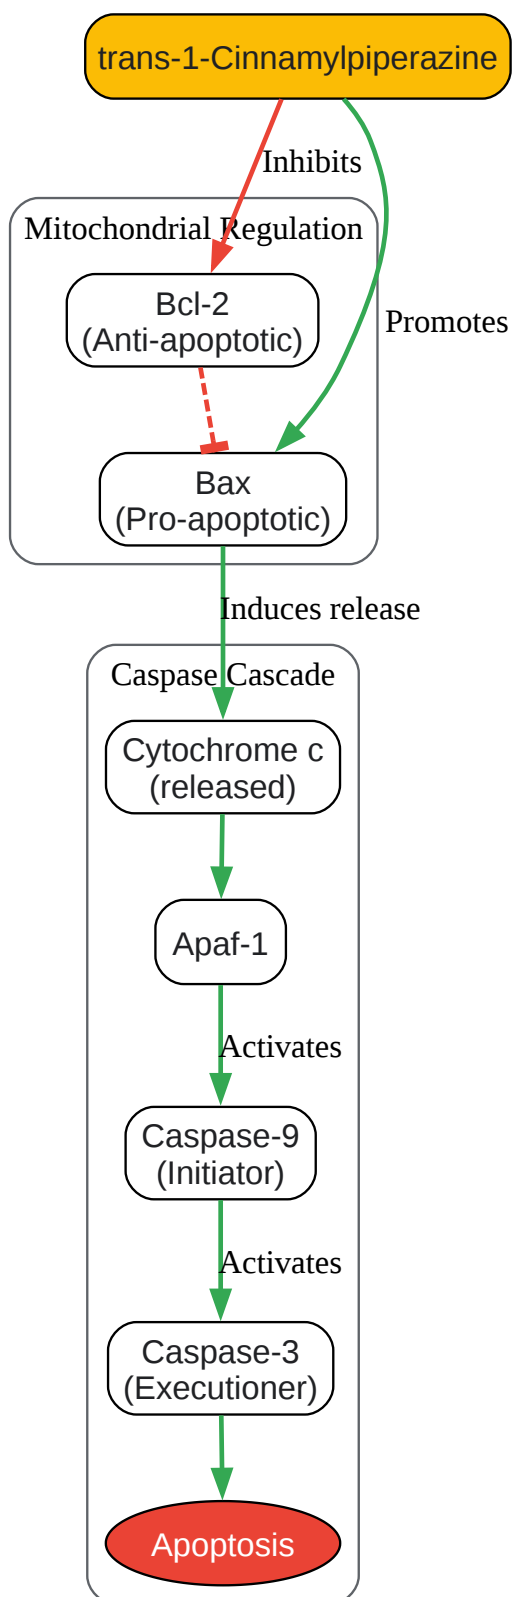 trans-1-Cinnamylpiperazine
Inhibits
Mitochondrial Regulation
Bcl-2
(Anti-apoptotic)
Promotes
Bax
(Pro-apoptotic)
Induces release
Caspase Cascade
Cytochrome c
(released)
Apaf-1
Activates
Caspase-9
(Initiator)
Activates
Caspase-3
(Executioner)
Apoptosis